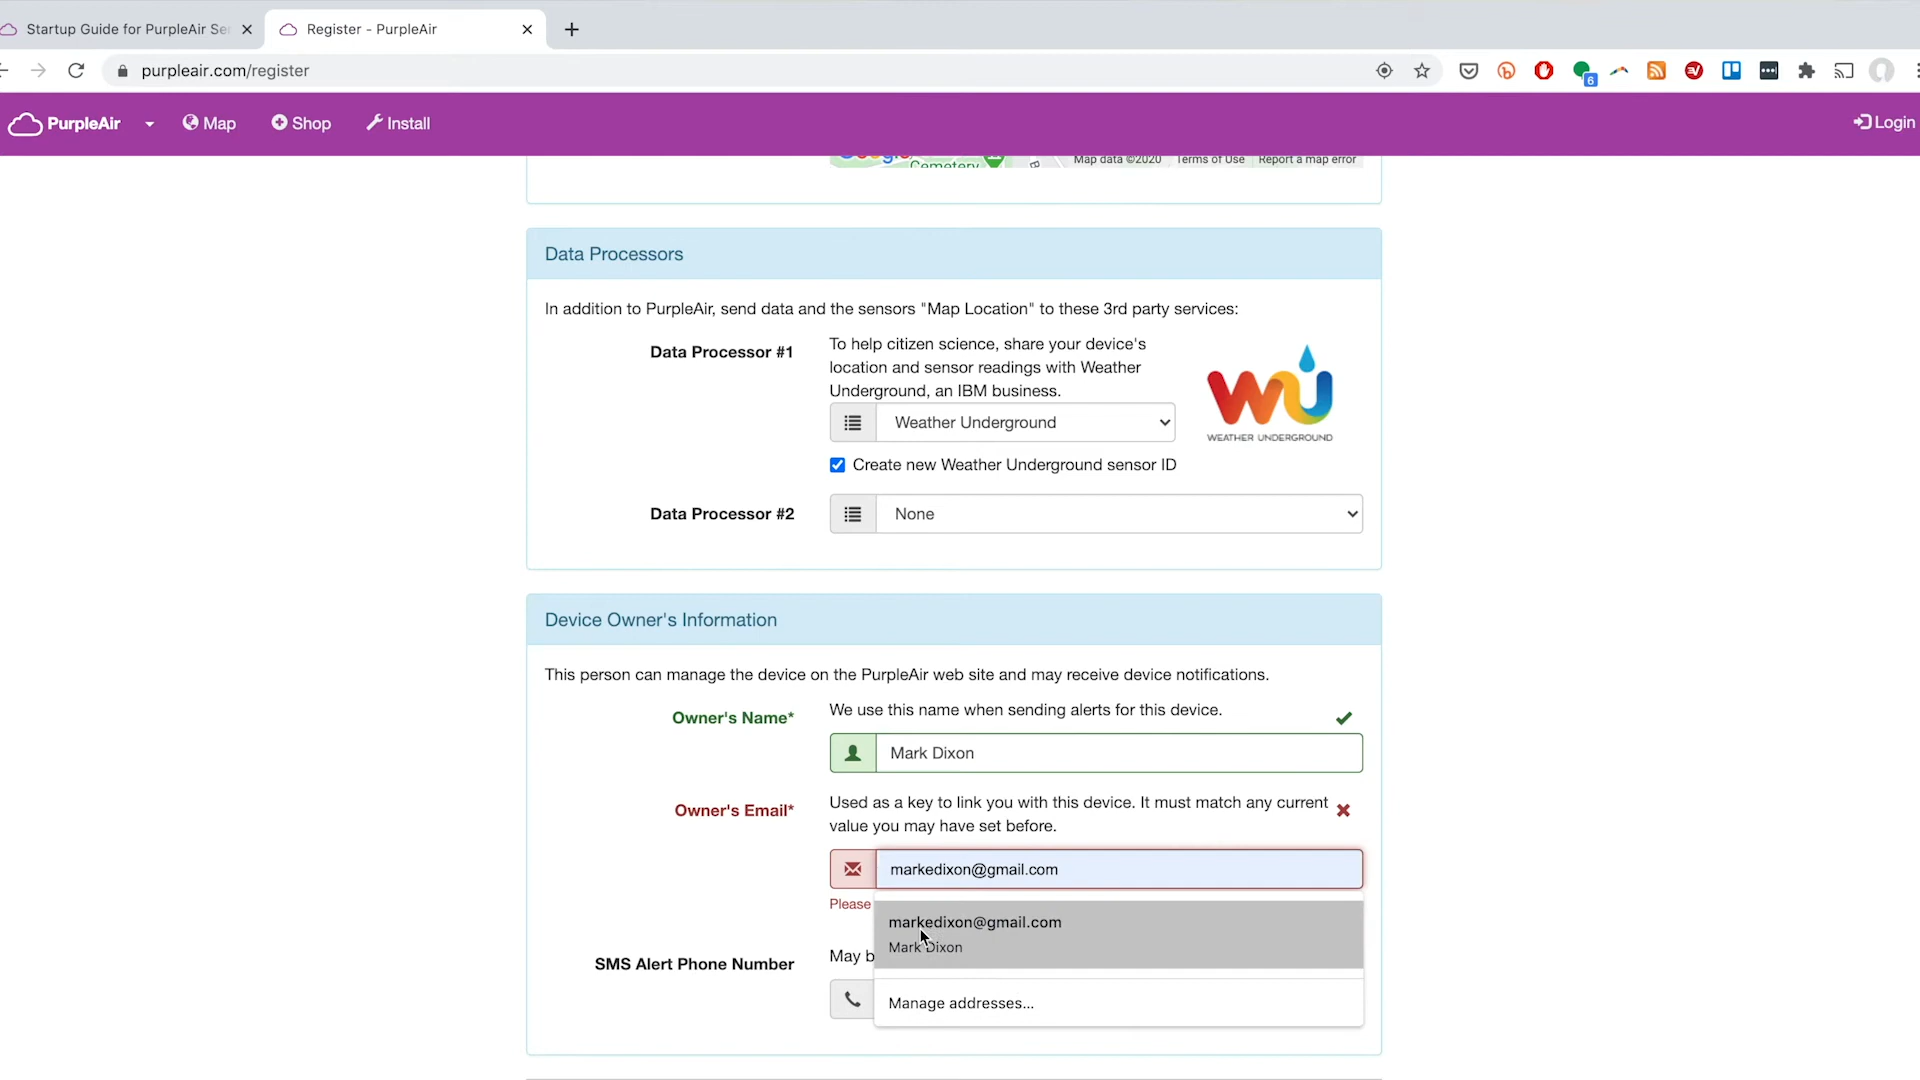 Startup Guide for PurpleAir Se
Register - PurpleAir
purpleair.com/register
6
PurpleAir
Map
Shop
Install
Login
Google
Cemetery
Map data ©2020
Terms of Use
Report a map error
Data Processors
In addition to PurpleAir, send data and the sensors "Map Location" to these 3rd party services:
Data Processor #1
To help citizen science, share your device's
location and sensor readings with Weather
Underground, an IBM business.
Weather Underground
WU
WEATHER UNDERGROUND
Create new Weather Underground sensor ID
Data Processor #2
None
Device Owner's Information
This person can manage the device on the PurpleAir web site and may receive device notifications.
Owner's Name*
We use this name when sending alerts for this device.
Mark Dixon
Owner's Email*
Used as a key to link you with this device. It must match any current
value you may have set before.
markedixon@gmail.com
Please
markedixon@gmail.com
Mark Dixon
SMS Alert Phone Number
May b
Manage addresses...